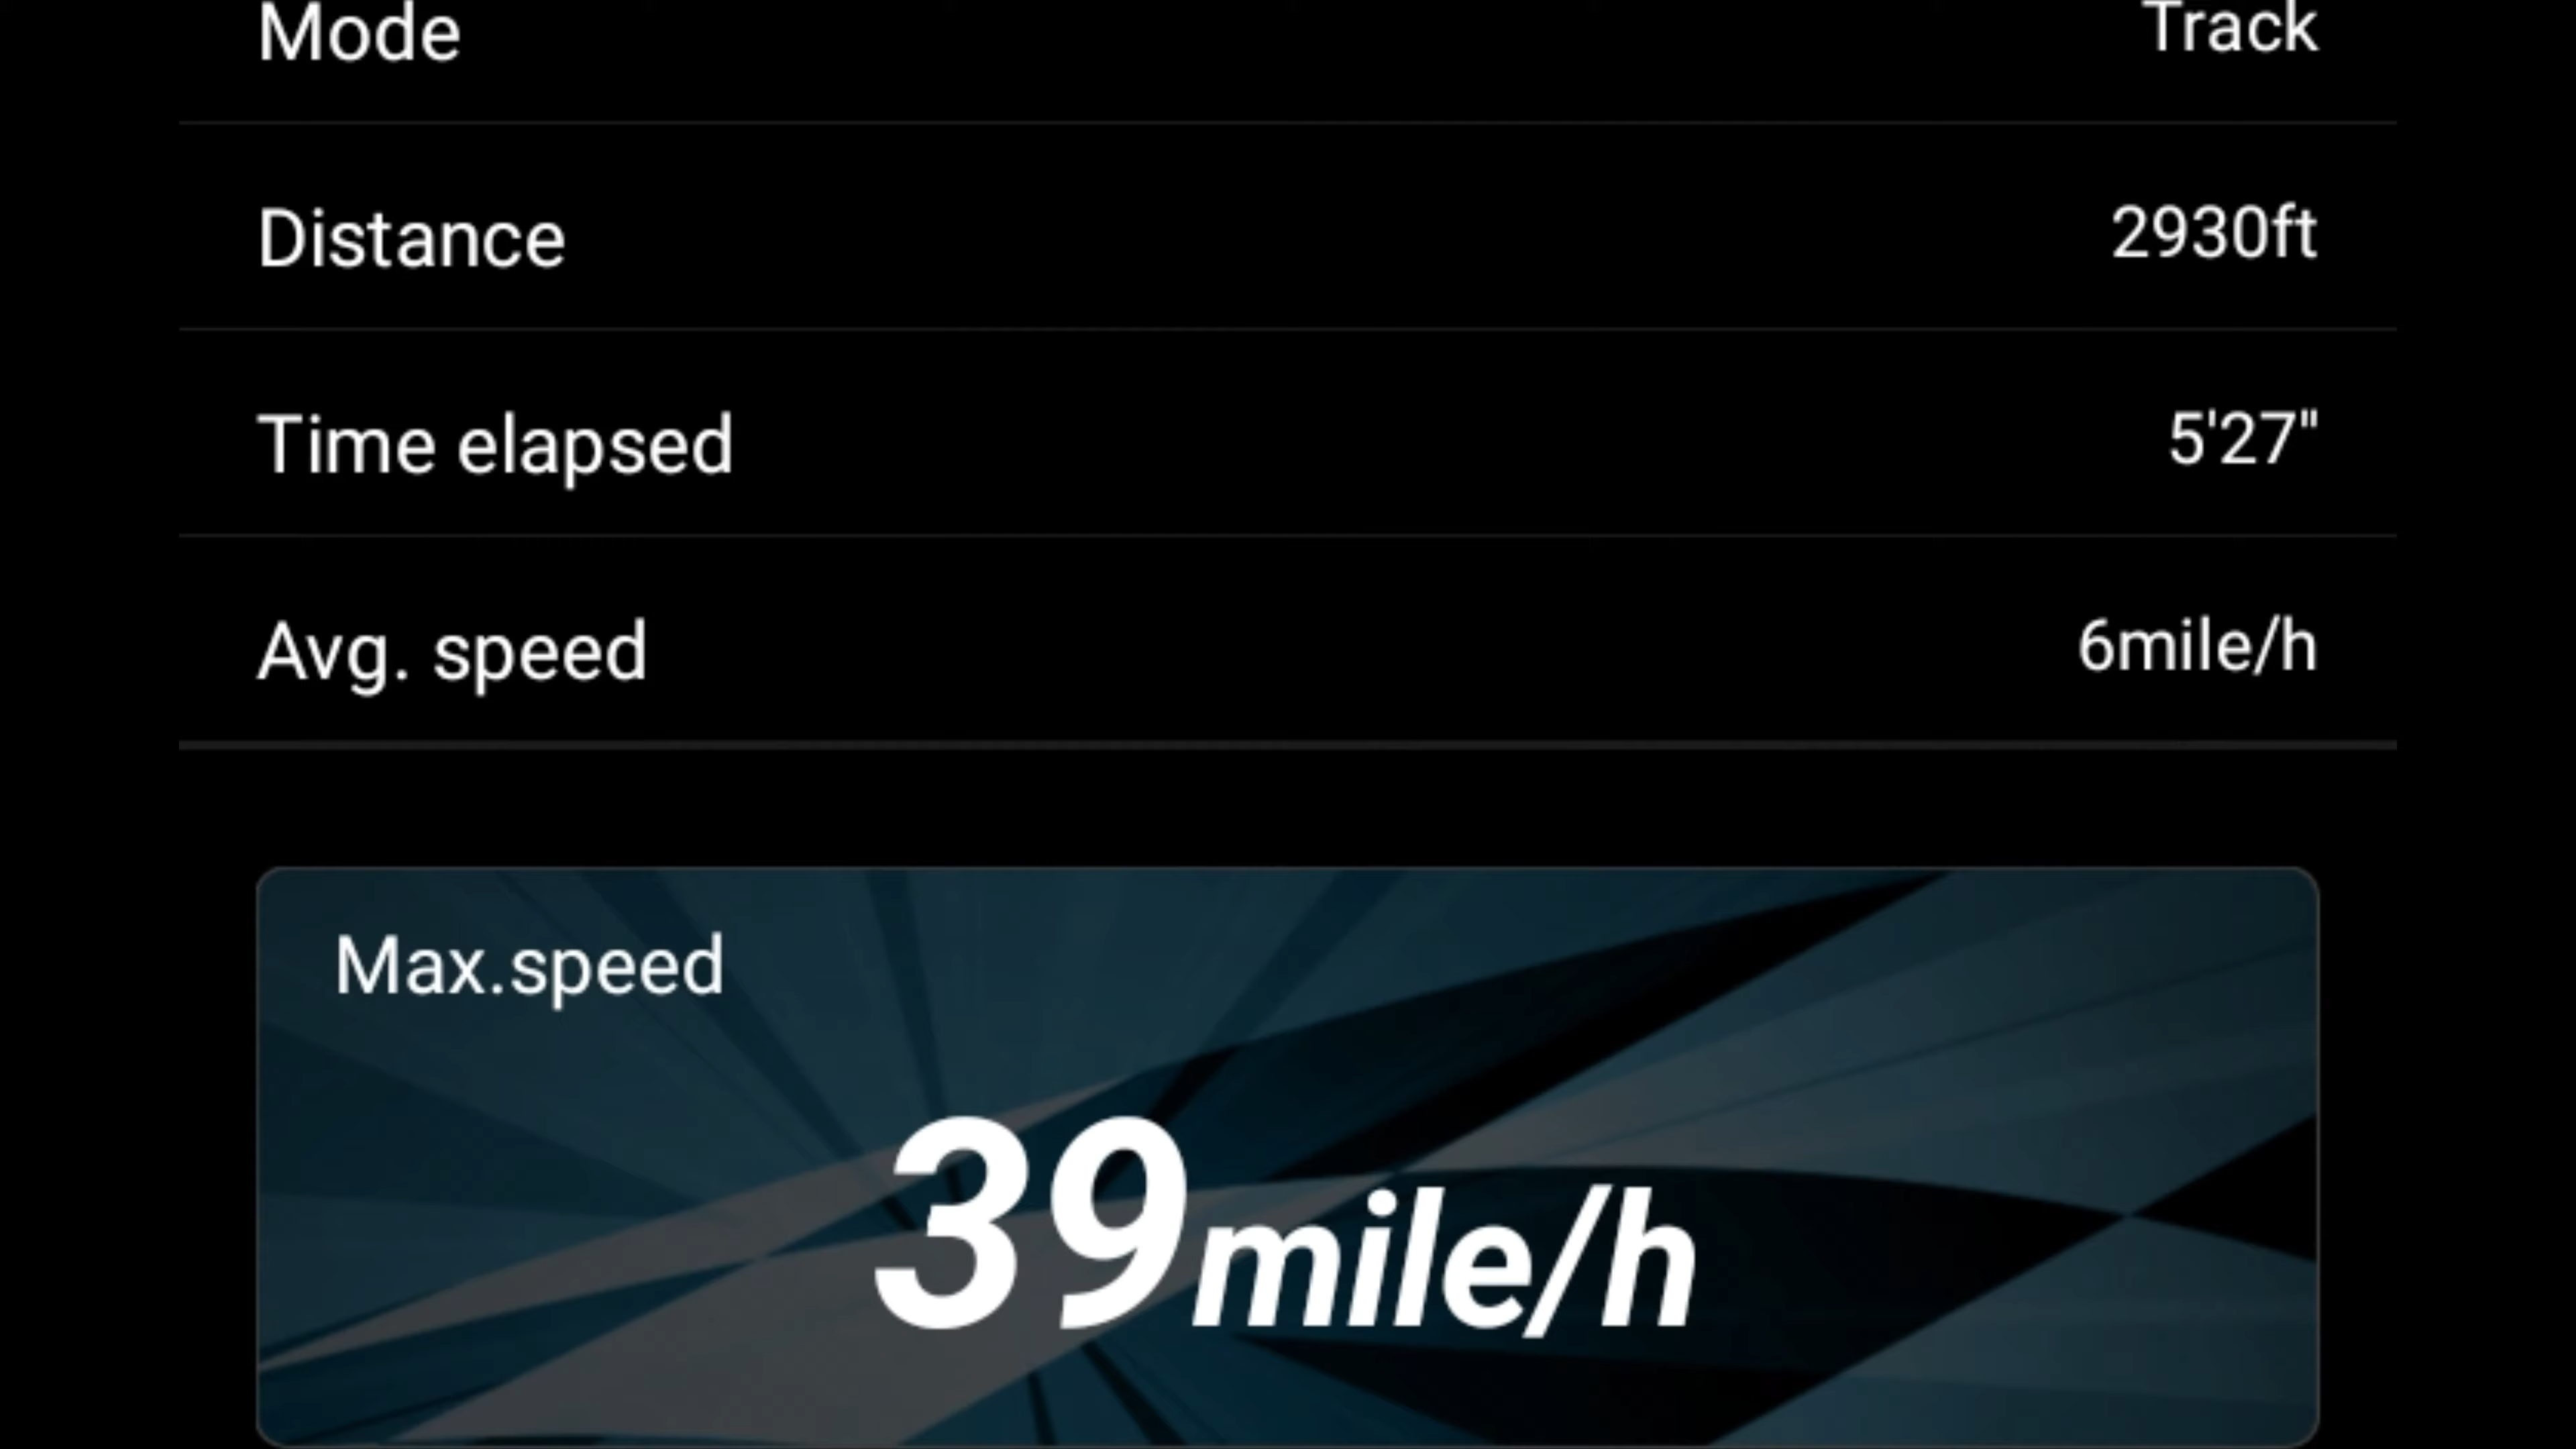 Mode Track
Distance 2930ft
Time elapsed 5'27"
Avg. speed 6mile/h
Max.speed
39mile/h